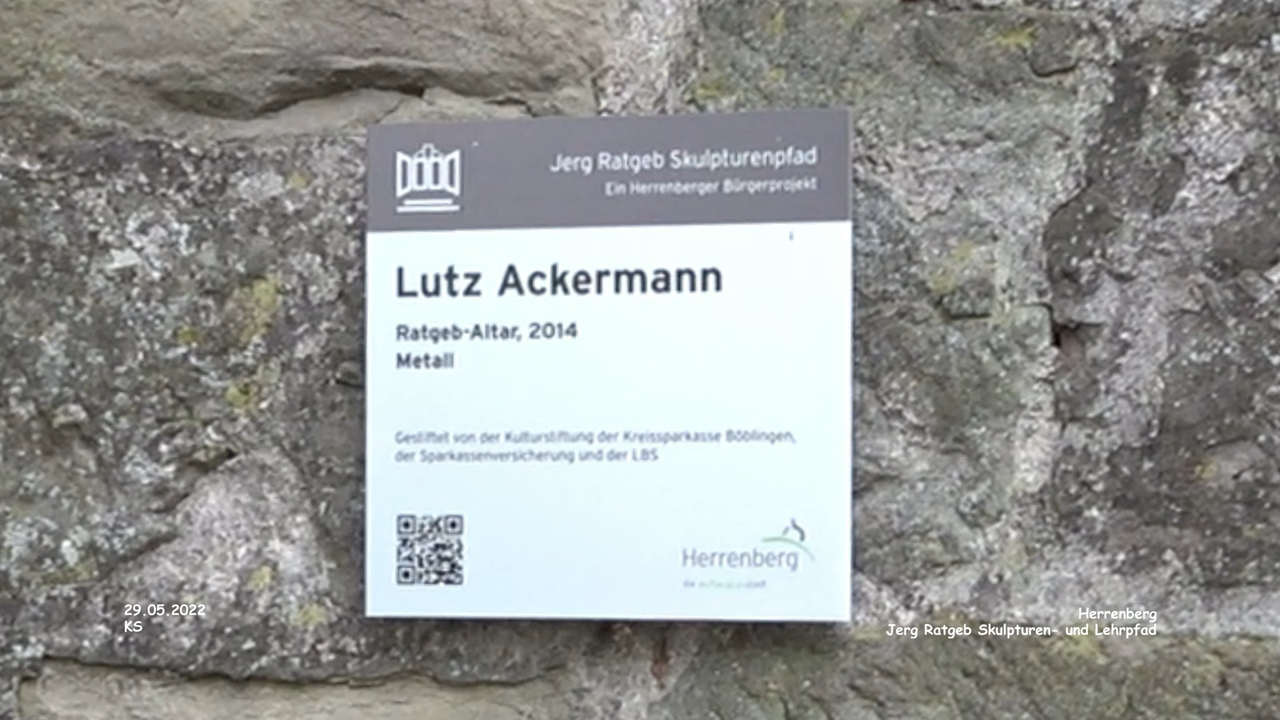 Jerg Ratgeb Skulpturenpfad
Ein Herrenberger Bürgerprojekt
Lutz Ackermann
Ratgeb-Altar, 2014
Metall
Gestiftet von der Kulturstiftung der Kreissparkasse Böblingen,
der Sparkassenversicherung und der LBS
Herrenberg
die
29.05.2022
KS
Herrenberg
Jerg Ratgeb Skulpturen- und Lehrpfad